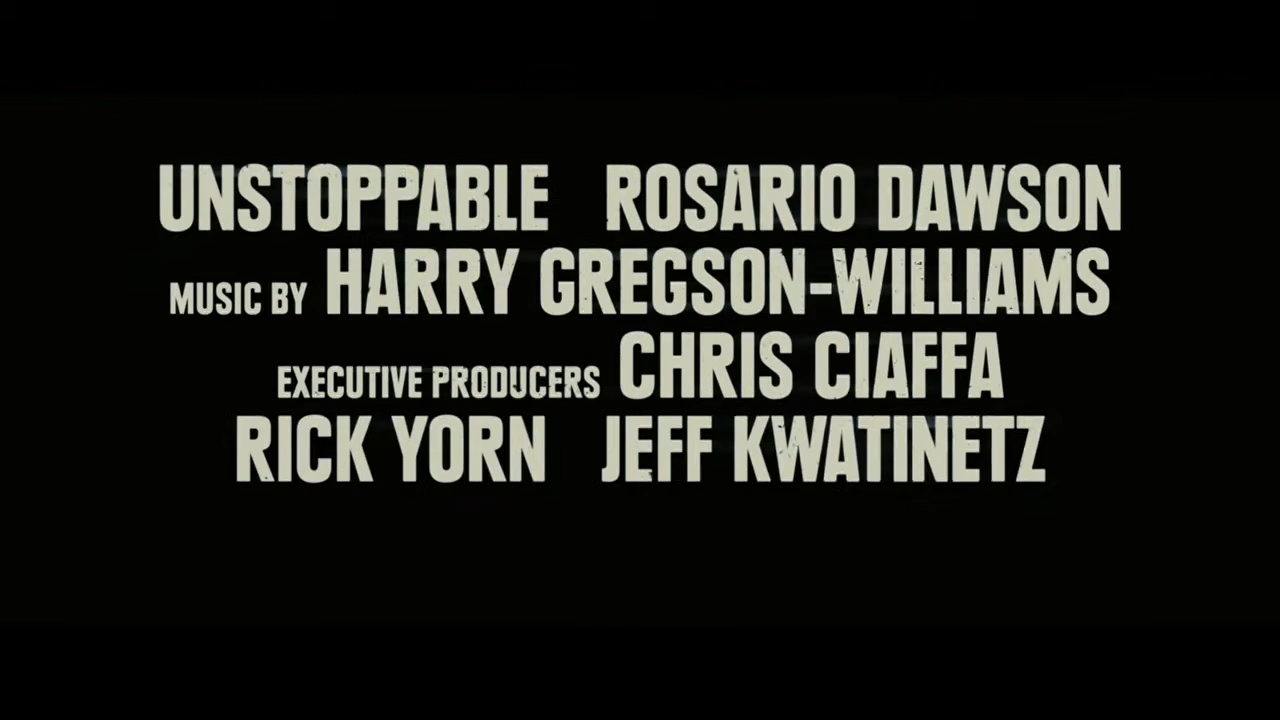 UNSTOPPABLE ROSARIO DAWSON
MUSIC BY HARRY GREGSON-WILLIAMS
EXECUTIVE PRODUCERS CHRIS CIAFFA
RICK YORN JEFF KWATINETZ